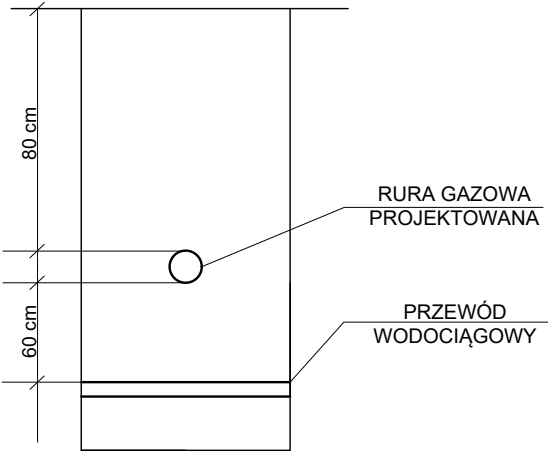 80 cm
RURA GAZOWA
PROJEKTOWANA
60 cm
PRZEWÓD
WODOCIĄGOWY